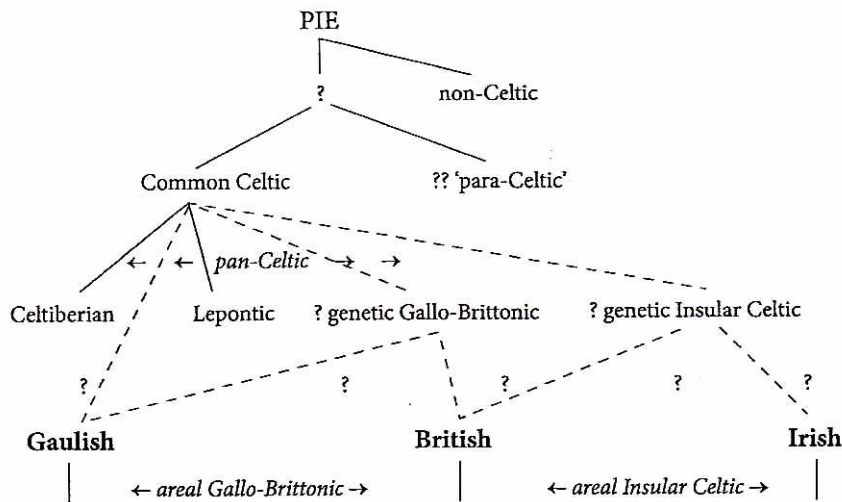 PIE
? non-Celtic
Common Celtic ?? 'para-Celtic'
← ← pan-Celtic → →
Celtiberian Lepontic ? genetic Gallo-Brittonic ? genetic Insular Celtic
? ? ? ? ?
Gaulish British Irish
← areal Gallo-Brittonic → ← areal Insular Celtic →